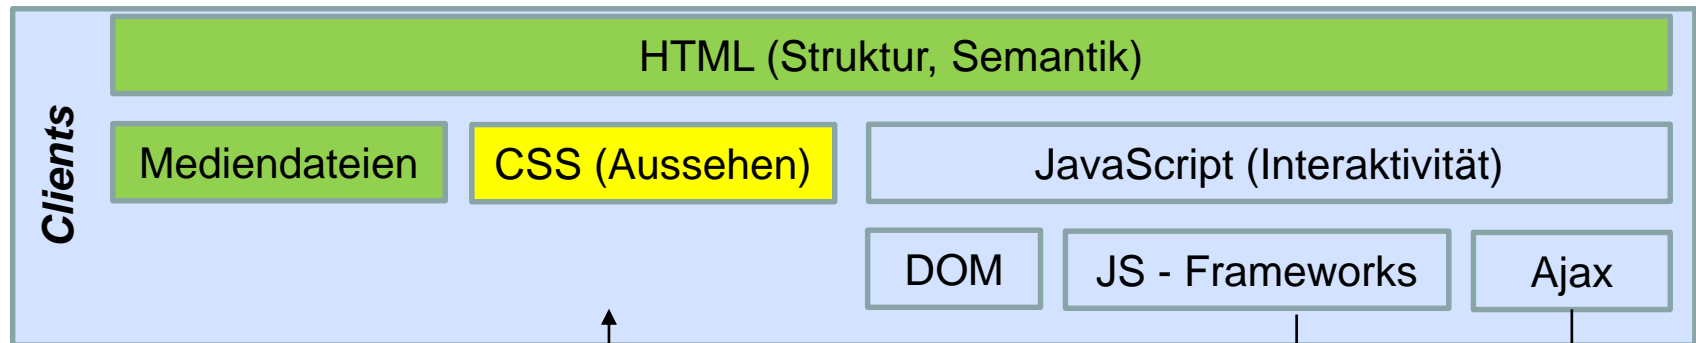 HTML (Struktur, Semantik)
Clients
Mediendateien
CSS (Aussehen)
JavaScript (Interaktivität)
DOM
JS - Frameworks
Ajax